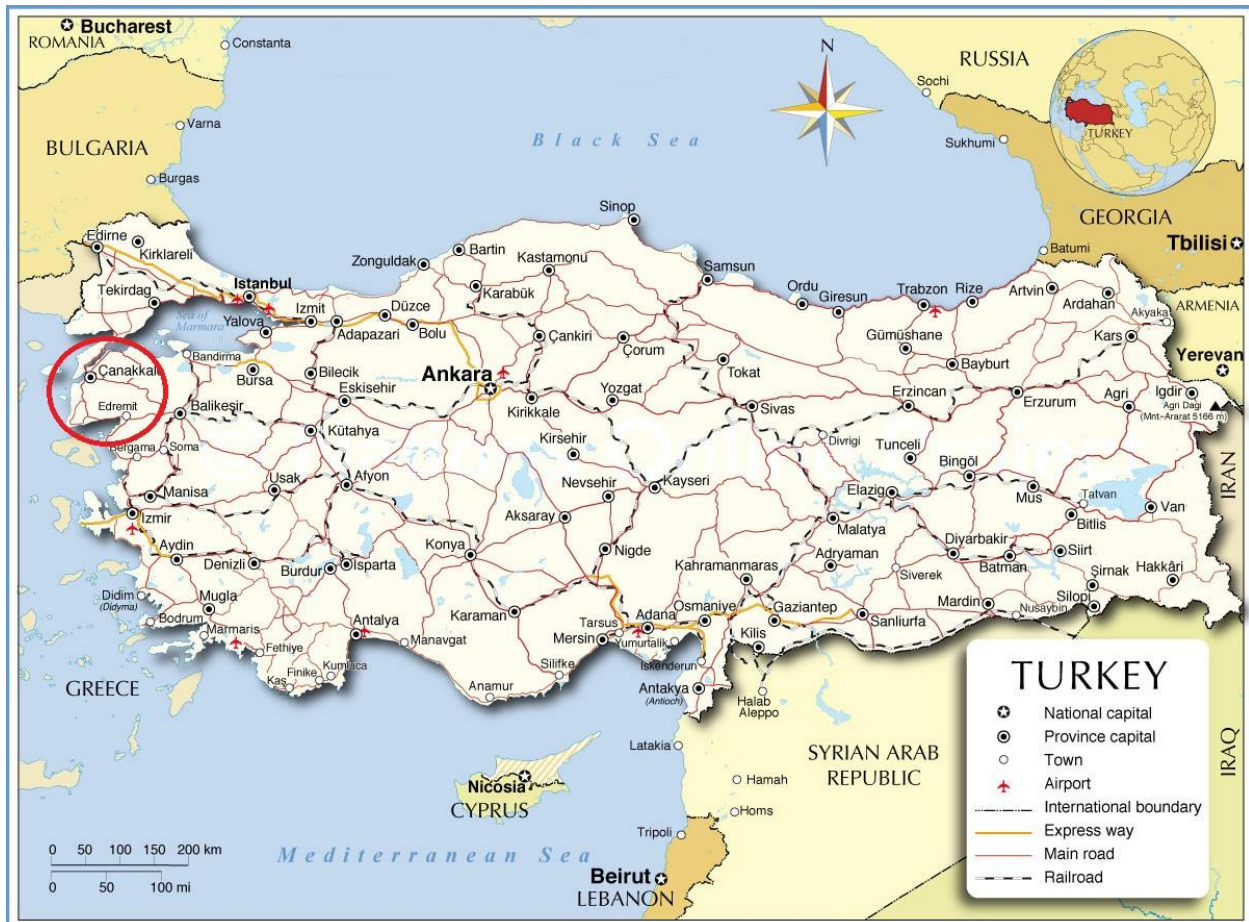 Bucharest
ROMANIA
Constanta
N
RUSSIA
Sochi
TURKEY
Varna
BULGARIA
Black Sea
Sukhumi
Burgas
GEORGIA
Tbilisi
Batumi
Sinop
Edirne
Kirklareli
Bartin
Zonguldak
Kastamonu
Samsun
Istanbul
Tekirdag
Karabük
Ordu
Giresun
Trabzon
Rize
Artvin
Ardahan
ARMENIA
Sea of
Marmara
Izmit
Düzce
Yalova
Adapazari
Bolu
Çankiri
Çorum
Gümüshane
Akyaka
Kars
Yerevan
Bandirma
Çanakkal
Bursa
Bilecik
Eskisehir
Ankara
Tokat
Bayburt
Edremit
Balikeşir
Kirikkale
Yozgat
Sivas
Erzincan
Erzurum
Agri
Igdir
Agri Dagi
(Mnt-Ararat 5166 m)
Kütahya
Kirsehir
Divrigi
Tunceli
Bergama
Soma
IRAN
Usak
Afyon
Nevsehir
Kayseri
Elazig
Bingöl
Mus
Tatvan
Van
Manisa
Izmir
Aksaray
Malatya
Bitlis
Aydin
Denizli
Burdur
Isparta
Konya
Nigde
Kahramanmaras
Adryaman
Siverek
Diyarbakir
Batman
Siirt
Şirnak
Hakkâri
Didim
(Didyma)
Mugla
Karaman
Adana
Osmaniye
Gaziantep
Sanliurfa
Mardin
Nusaybin
Silopi
Bodrum
Marmaris
Antalya
Manavgat
Tarsus
Mersin
Yumurtalik
Kilis
Fethiye
Finike
Kumluca
Kas
Silifke
Iskenderun
GREECE
Anamur
Antakya
(Antioch)
Halab
Aleppo
Latakia
SYRIAN ARAB
REPUBLIC
IRAQ
Nicosia
CYPRUS
Hamah
Homs
Tripoli
Mediterranean Sea
Beirut
LEBANON
0 50 100 150 200 km
0 50 100 mi
TURKEY
National capital
Province capital
Town
Airport
International boundary
Express way
Main road
Railroad